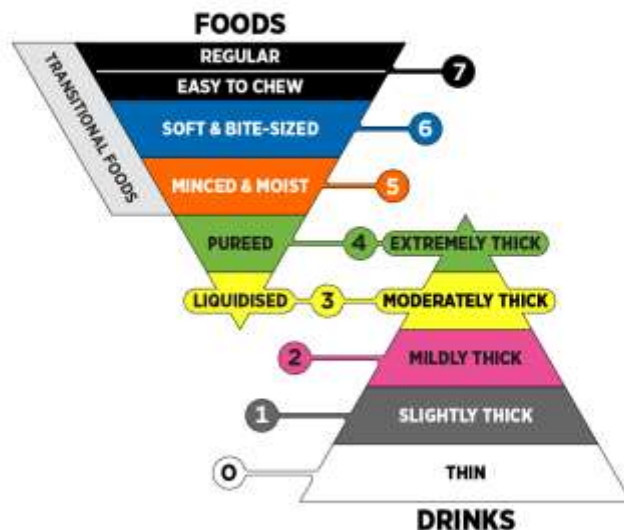 FOODS
REGULAR
EASY TO CHEW
7
TRANSITIONAL FOODS
SOFT & BITE-SIZED
6
MINCED & MOIST
5
PUREED
4
EXTREMELY THICK
LIQUIDISED
3
MODERATELY THICK
2
MILDLY THICK
1
SLIGHTLY THICK
0
THIN
DRINKS